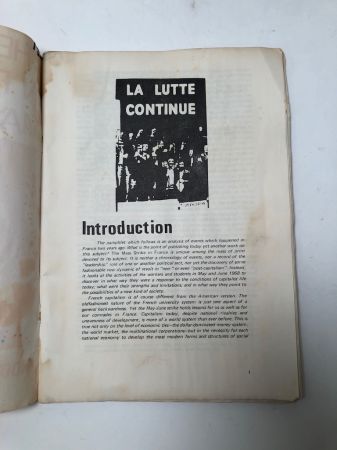 LA LUTTE
CONTINUE
Introduction
The pamphlet which follows is an analysis of events which happened in
France two years ago. What is the point of publishing today yet another work on
this subject? The Mass Strike in France is unique among the mass of print
devoted to its subject. It is neither a chronology of events, nor a record of the
"leadership" role of one or another political sect, nor yet the discovery of some
fashionable new dynamic of revolt in "neo" or even "post-capitalism". Instead,
it looks at the activities of the workers and students in May and June 1968 to
see in what way they were a response to the conditions of capitalist life
today, what were their strengths and limitations, and in what way they point to
the possibilities of a new kind of society.
French capitalism is of course different from the American version. The
old-fashioned nature of the French university system is just one aspect of a
general backwardness. Yet the May-June strike holds lessons for us as well as for
our comrades in France. Capitalism today, despite national rivalries and
unevenness of development, is more of a world system than ever before. This is
true not only on the level of economic ties—the dollar-dominated money system,
the world market, the multinational corporations—but in the necessity for each
national economy to develop the most modern forms and structures of social
1